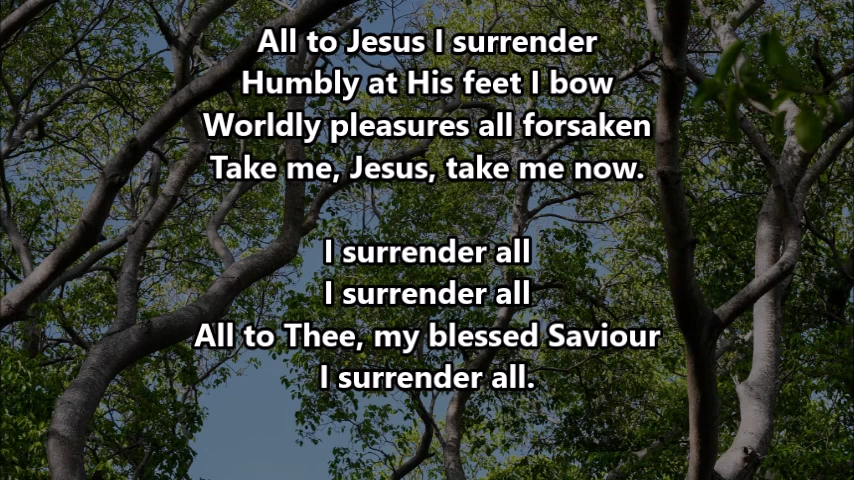 All to Jesus I surrender
Humbly at His feet I bow
Worldly pleasures all forsaken
Take me, Jesus, take me now.
I surrender all
I surrender all
All to Thee, my blessed Saviour
I surrender all.